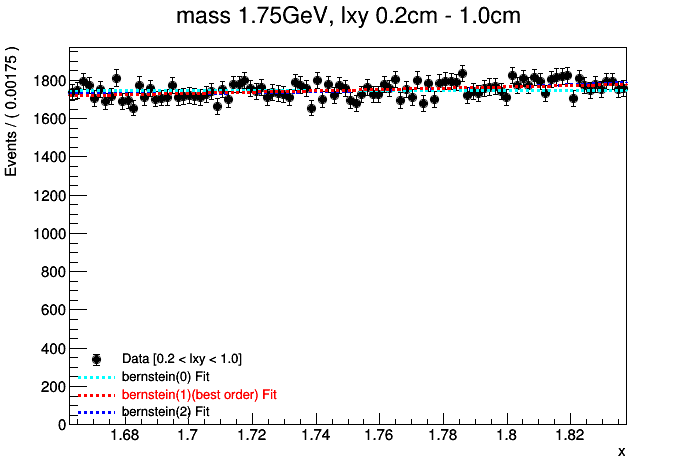 mass 1.75GeV, lxy 0.2cm - 1.0cm
Events / ( 0.00175 )
1800
1600
1400
1200
1000
800
600
400
200
0
Data [0.2 < lxy < 1.0]
bernstein(0) Fit
bernstein(1)(best order) Fit
bernstein(2) Fit
1.68 1.7 1.72 1.74 1.76 1.78 1.8 1.82
x